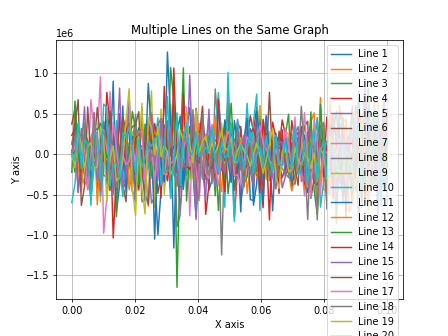 Multiple Lines on the Same Graph
1e6
1.0
0.5
0.0
−0.5
−1.0
−1.5
Y axis
0.00
0.02
0.04
0.06
X axis
Line 1
Line 2
Line 3
Line 4
Line 5
Line 6
Line 7
Line 8
Line 9
Line 10
Line 11
Line 12
Line 13
Line 14
Line 15
Line 16
Line 17
Line 18
Line 19
Line 20